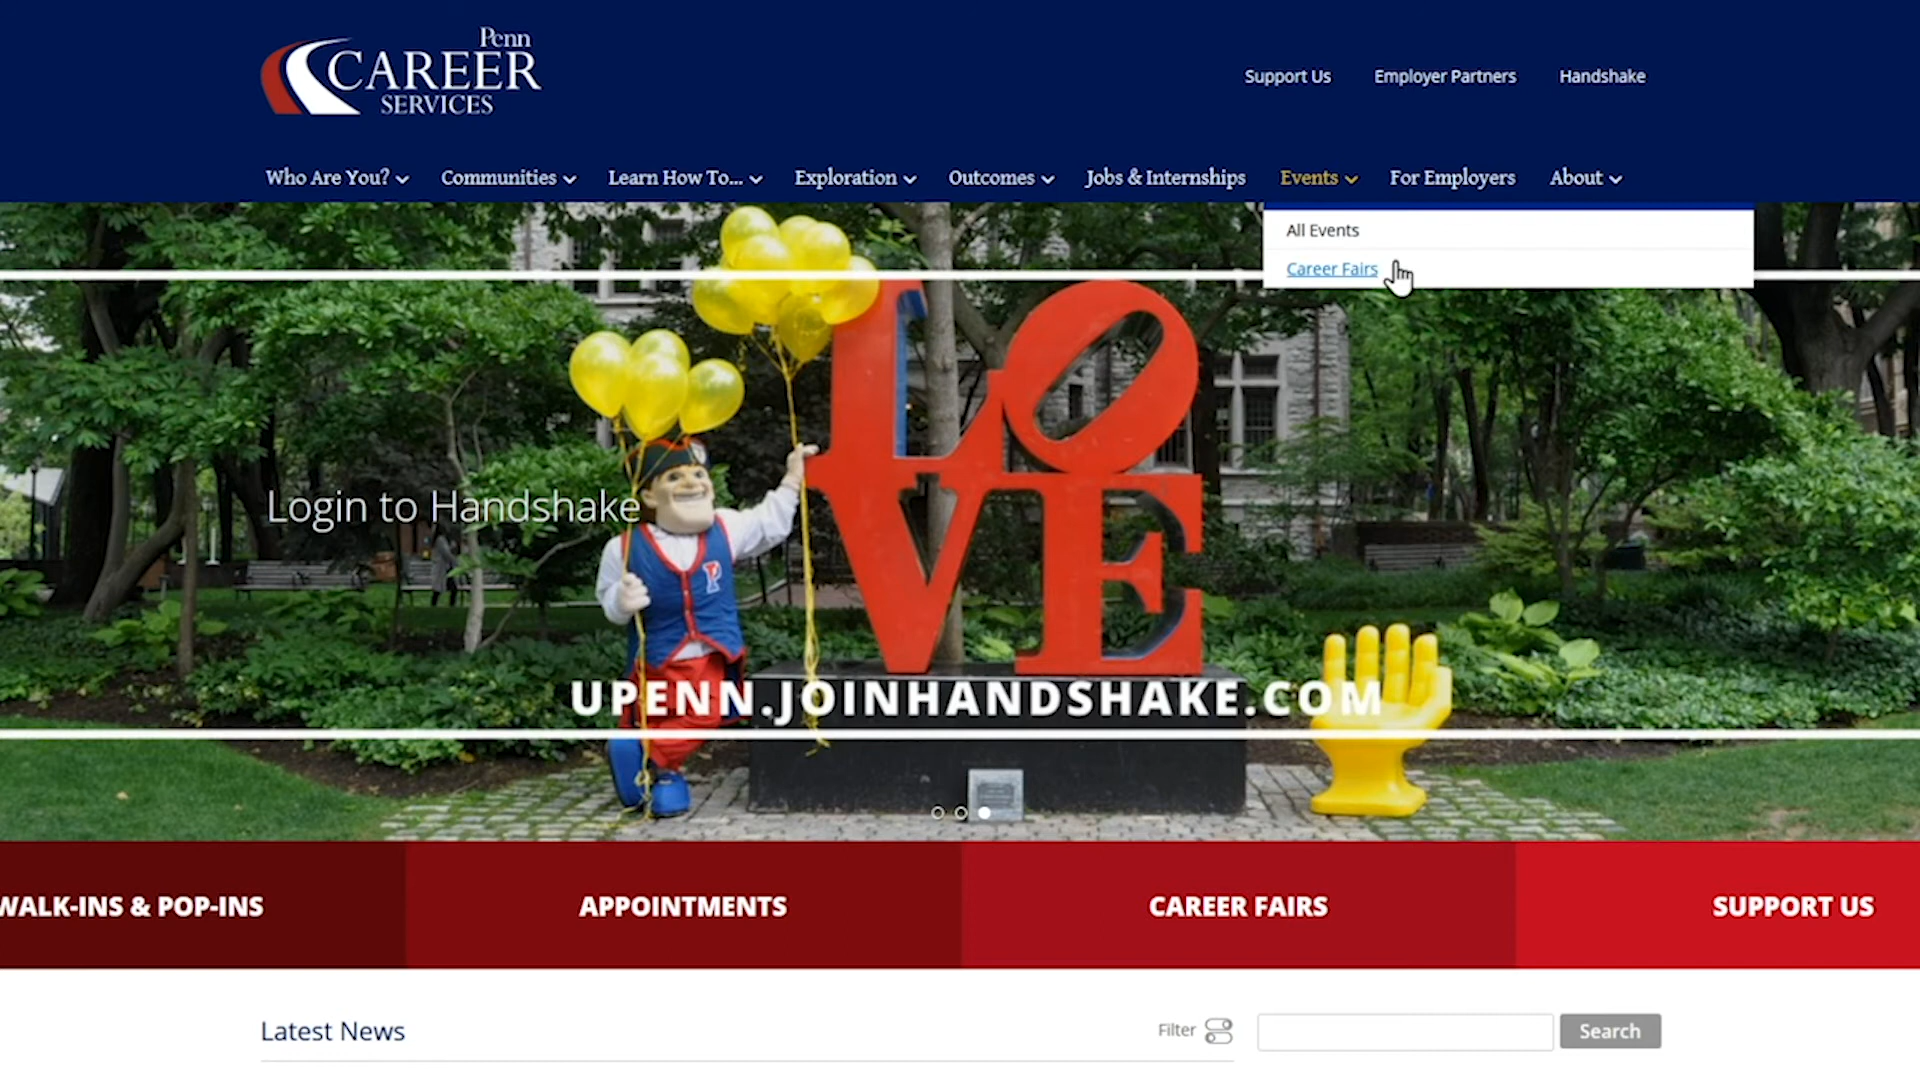 Penn
CAREER
SERVICES
Support Us
Employer Partners
Handshake
Who Are You?
Communities
Learn How To...
Exploration
Outcomes
Jobs & Internships
Events
For Employers
About
All Events
Career Fairs
LOVE
Login to Handshake
P
UPENN.JOINHANDSHAKE.COM
WALK-INS & POP-INS
APPOINTMENTS
CAREER FAIRS
SUPPORT US
Latest News
Filter
Search